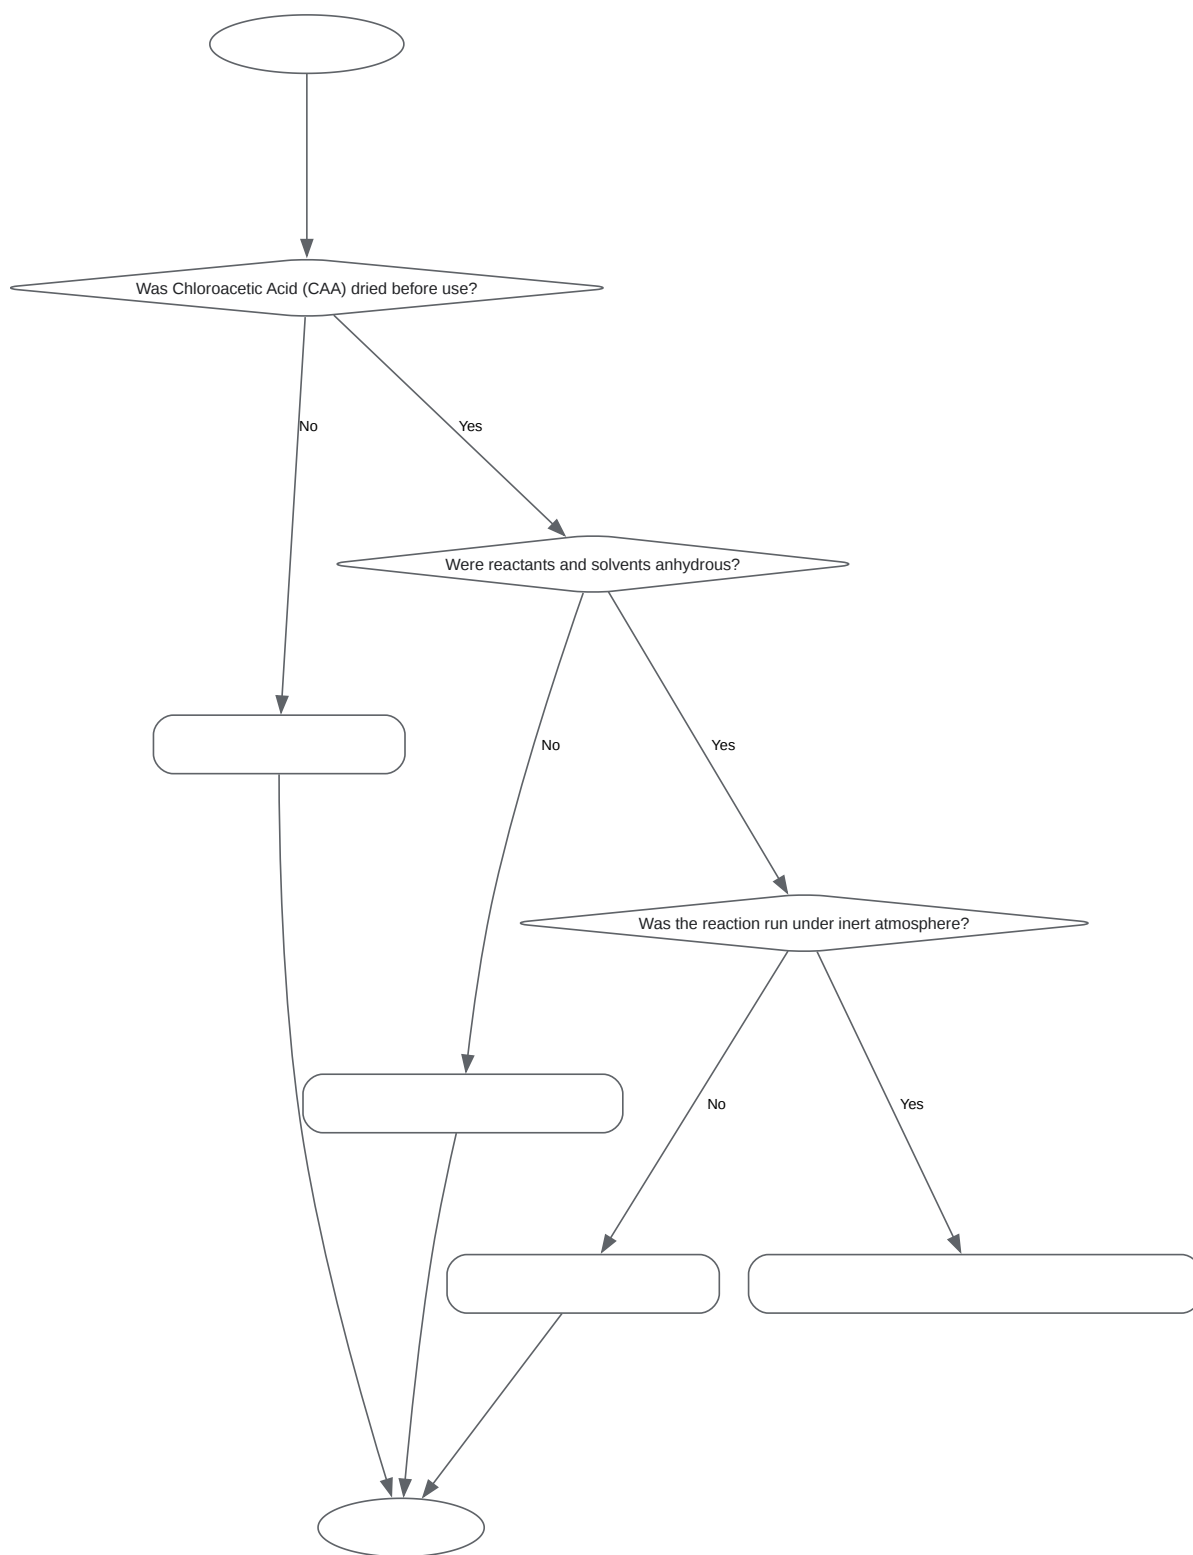 Was Chloroacetic Acid (CAA) dried before use?
No
Yes
Were reactants and solvents anhydrous?
No
Yes
Was the reaction run under inert atmosphere?
No
Yes